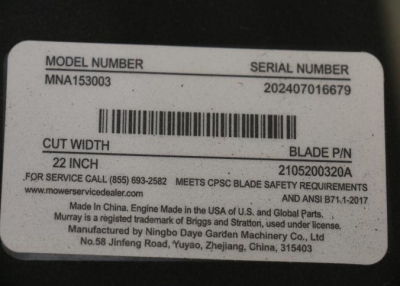 MODEL NUMBER SERIAL NUMBER
MNA153003 202407016679
CUT WIDTH BLADE P/N
22 INCH 2105200320A
FOR SERVICE CALL (855) 693-2582 MEETS CPSC BLADE SAFETY REQUIREMENTS
www.mowerservicedealer.com AND ANSI B71.1-2017
Made In China. Engine Made in the USA of U.S. and Global Parts.
Murray is a registered trademark of Briggs and Stratton, used under license.
Manufactured by Ningbo Daye Garden Machinery Co., Ltd
No.58 Jinfeng Road, Yuyao, Zhejiang, China, 315403